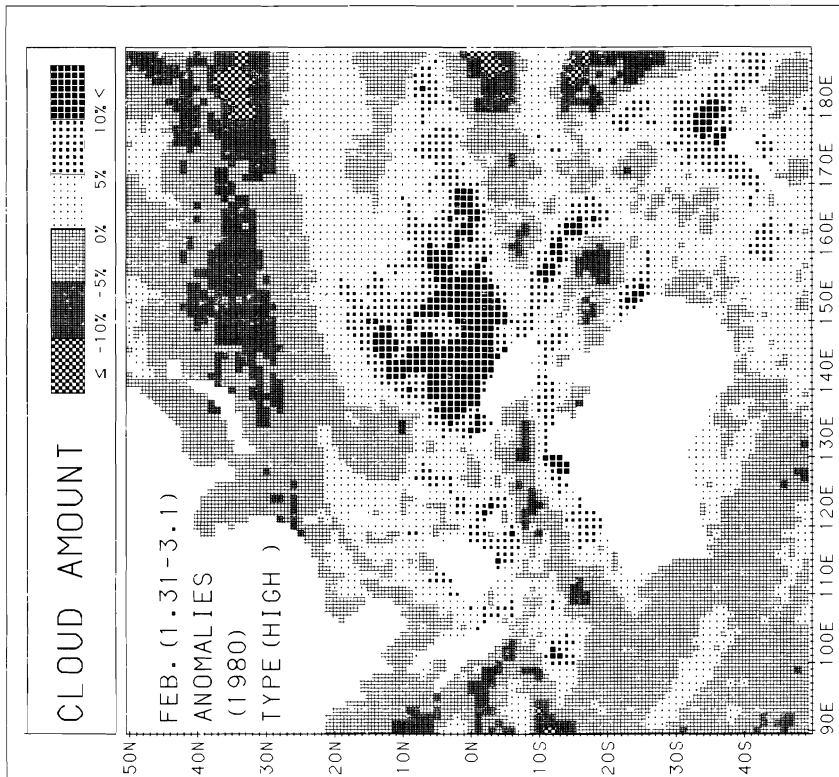 CLOUD AMOUNT
≤ -10% -5% 0% 5% 10% <
FEB. (1.31-3.1)
ANOMALIES
(1980)
TYPE (HIGH )
50N
40N
30N
20N
10N
0N
10S
20S
30S
40S
90E 100E 110E 120E 130E 140E 150E 160E 170E 180E